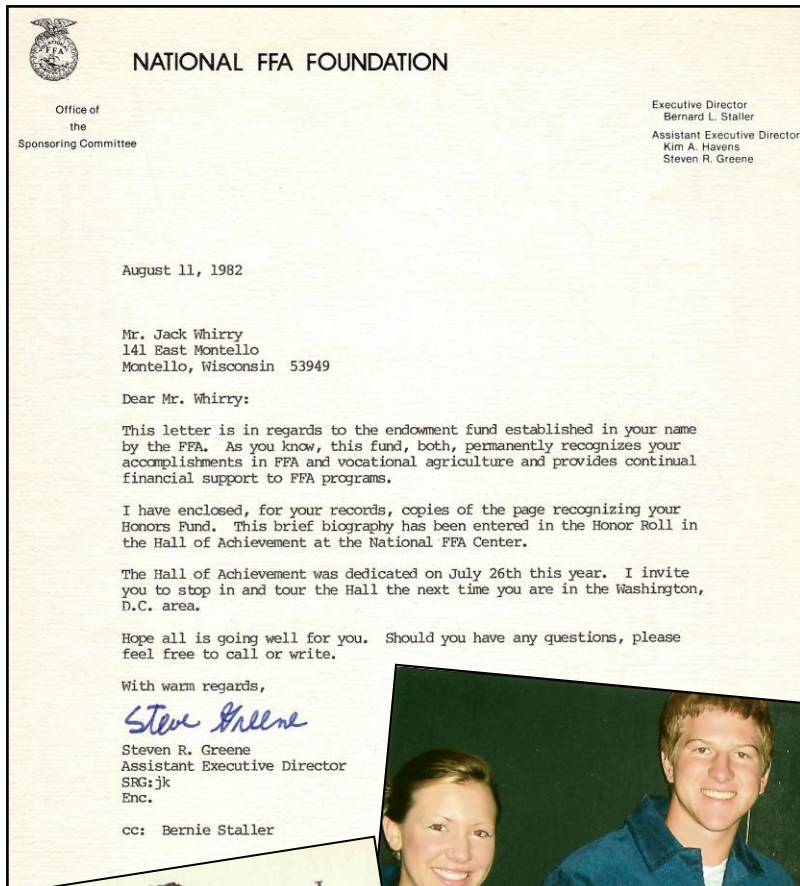 FFA
NATIONAL FFA FOUNDATION
Office of
the
Sponsoring Committee
Executive Director
Bernard L. Staller
Assistant Executive Director
Kim A. Havens
Steven R. Greene
August 11, 1982
Mr. Jack Whirry
141 East Montello
Montello, Wisconsin 53949
Dear Mr. Whirry:
This letter is in regards to the endowment fund established in your name
by the FFA. As you know, this fund, both, permanently recognizes your
accomplishments in FFA and vocational agriculture and provides continual
financial support to FFA programs.
I have enclosed, for your records, copies of the page recognizing your
Honors Fund. This brief biography has been entered in the Honor Roll in
the Hall of Achievement at the National FFA Center.
The Hall of Achievement was dedicated on July 26th this year. I invite
you to stop in and tour the Hall the next time you are in the Washington,
D.C. area.
Hope all is going well for you. Should you have any questions, please
feel free to call or write.
With warm regards,
Steve Greene
Steven R. Greene
Assistant Executive Director
SRG:jk
Enc.
cc: Bernie Staller